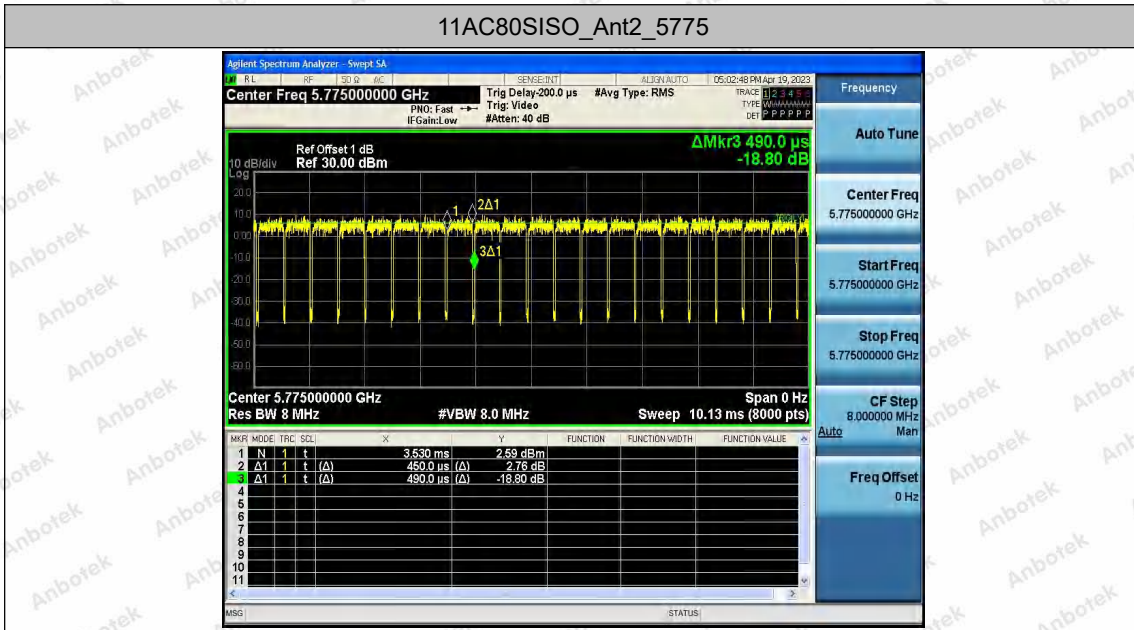 11AC80SISO_Ant2_5775
Agilent Spectrum Analyzer - Swept SA
RL RF 50 Ω AC SENSE:INT ALIGN AUTO 05:02:48 PM Apr 19, 2023
Center Freq 5.775000000 GHz
PNO: Fast
IFGain:Low
Trig Delay-200.0 µs
Trig: Video
#Atten: 40 dB
#Avg Type: RMS
TRACE 1 2 3 4 5 6
TYPE
DET P P P P P P
ΔMkr3 490.0 µs
-18.80 dB
Ref Offset 1 dB
10 dB/div Ref 30.00 dBm
Log
20.0
10.0
0.00
-10.0
-20.0
-30.0
-40.0
-50.0
-60.0
1
2Δ1
3Δ1
Center 5.775000000 GHz Span 0 Hz
Res BW 8 MHz #VBW 8.0 MHz Sweep 10.13 ms (8000 pts)
MKR MODE TRC SCL X Y FUNCTION FUNCTION WIDTH FUNCTION VALUE
1 N 1 t 3.530 ms 2.59 dBm
2 Δ1 1 t (Δ) 450.0 µs (Δ) 2.76 dB
3 Δ1 1 t (Δ) 490.0 µs (Δ) -18.80 dB
4
5
6
7
8
9
10
11
MSG STATUS
Frequency
Auto Tune
Center Freq
5.775000000 GHz
Start Freq
5.775000000 GHz
Stop Freq
5.775000000 GHz
CF Step
8.000000 MHz
Auto Man
Freq Offset
0 Hz
Anbotek